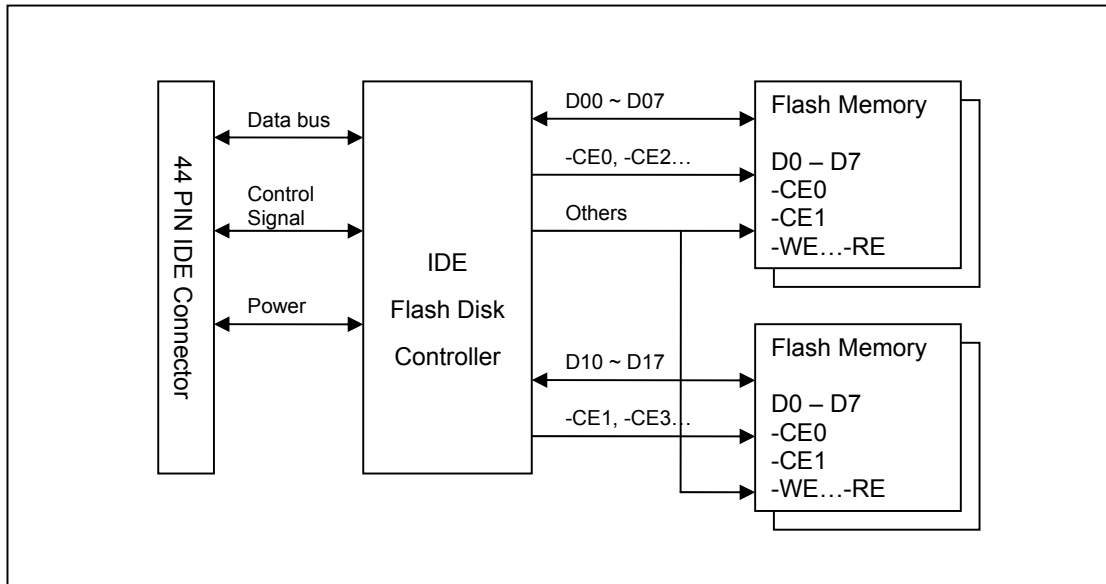 44 PIN IDE Connector
Data bus
Control
Signal
Power
IDE
Flash Disk
Controller
D00 ~ D07
-CE0, -CE2…
Others
D10 ~ D17
-CE1, -CE3…
Flash Memory
D0 – D7
-CE0
-CE1
-WE…-RE
Flash Memory
D0 – D7
-CE0
-CE1
-WE…-RE